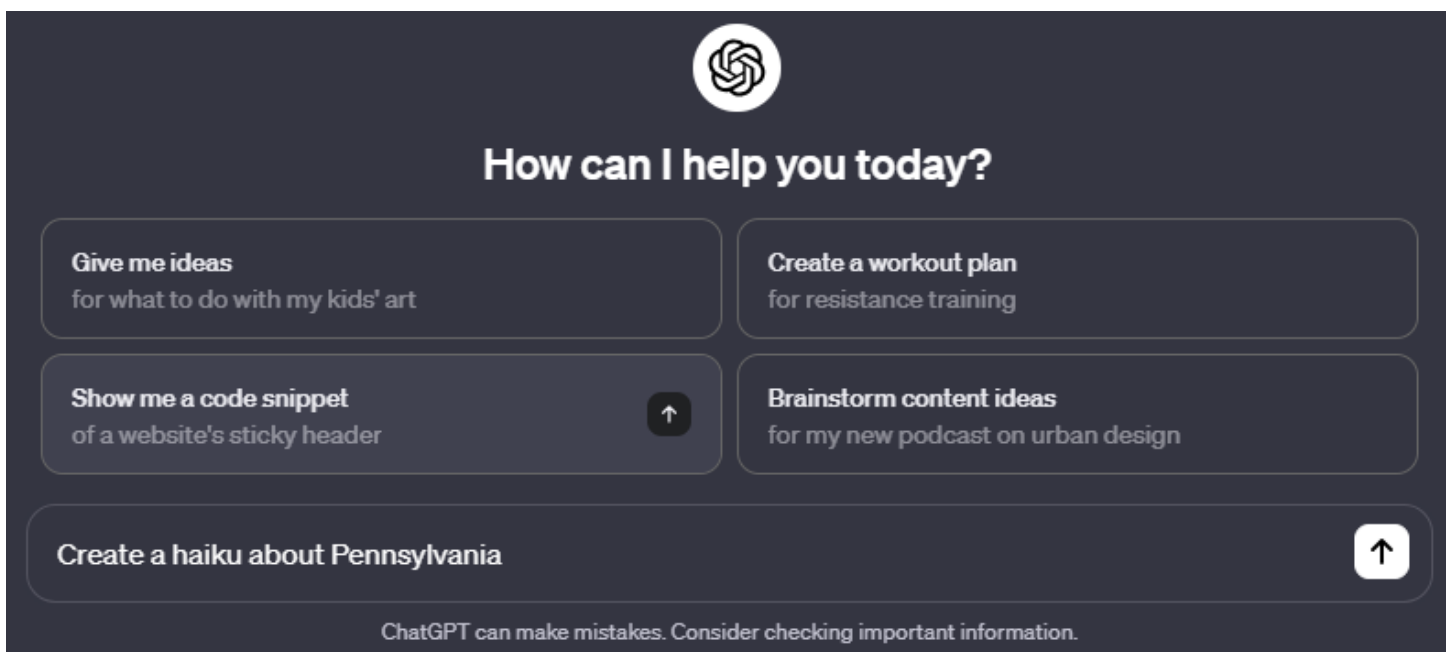 How can I help you today?
Give me ideas
for what to do with my kids' art
Create a workout plan
for resistance training
Show me a code snippet
of a website's sticky header
Brainstorm content ideas
for my new podcast on urban design
Create a haiku about Pennsylvania
ChatGPT can make mistakes. Consider checking important information.